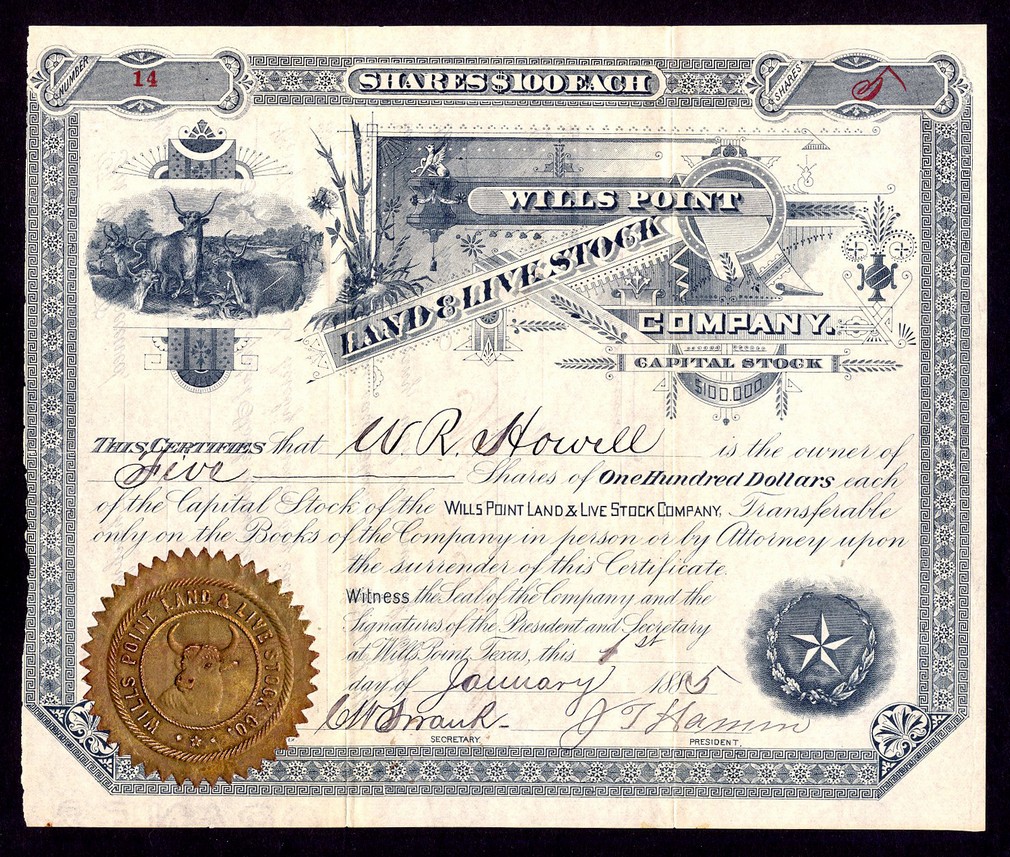 NUMBER 14
SHARES $100 EACH
SHARES 5
WILLS POINT
LAND & LIVE STOCK
COMPANY.
CAPITAL STOCK
$100,000
THIS CERTIFIES that W R. Howell is the owner of
Five Shares of One Hundred Dollars each
of the Capital Stock of the WILLS POINT LAND & LIVE STOCK COMPANY. Transferable
only on the Books of the Company in person or by Attorney upon
the surrender of this Certificate.
Witness the Seal of the Company and the
Signatures of the President and Secretary
at Wills Point, Texas, this 1st
day of January 1885
SECRETARY
PRESIDENT.
WILLS POINT LAND & LIVE STOCK CO.